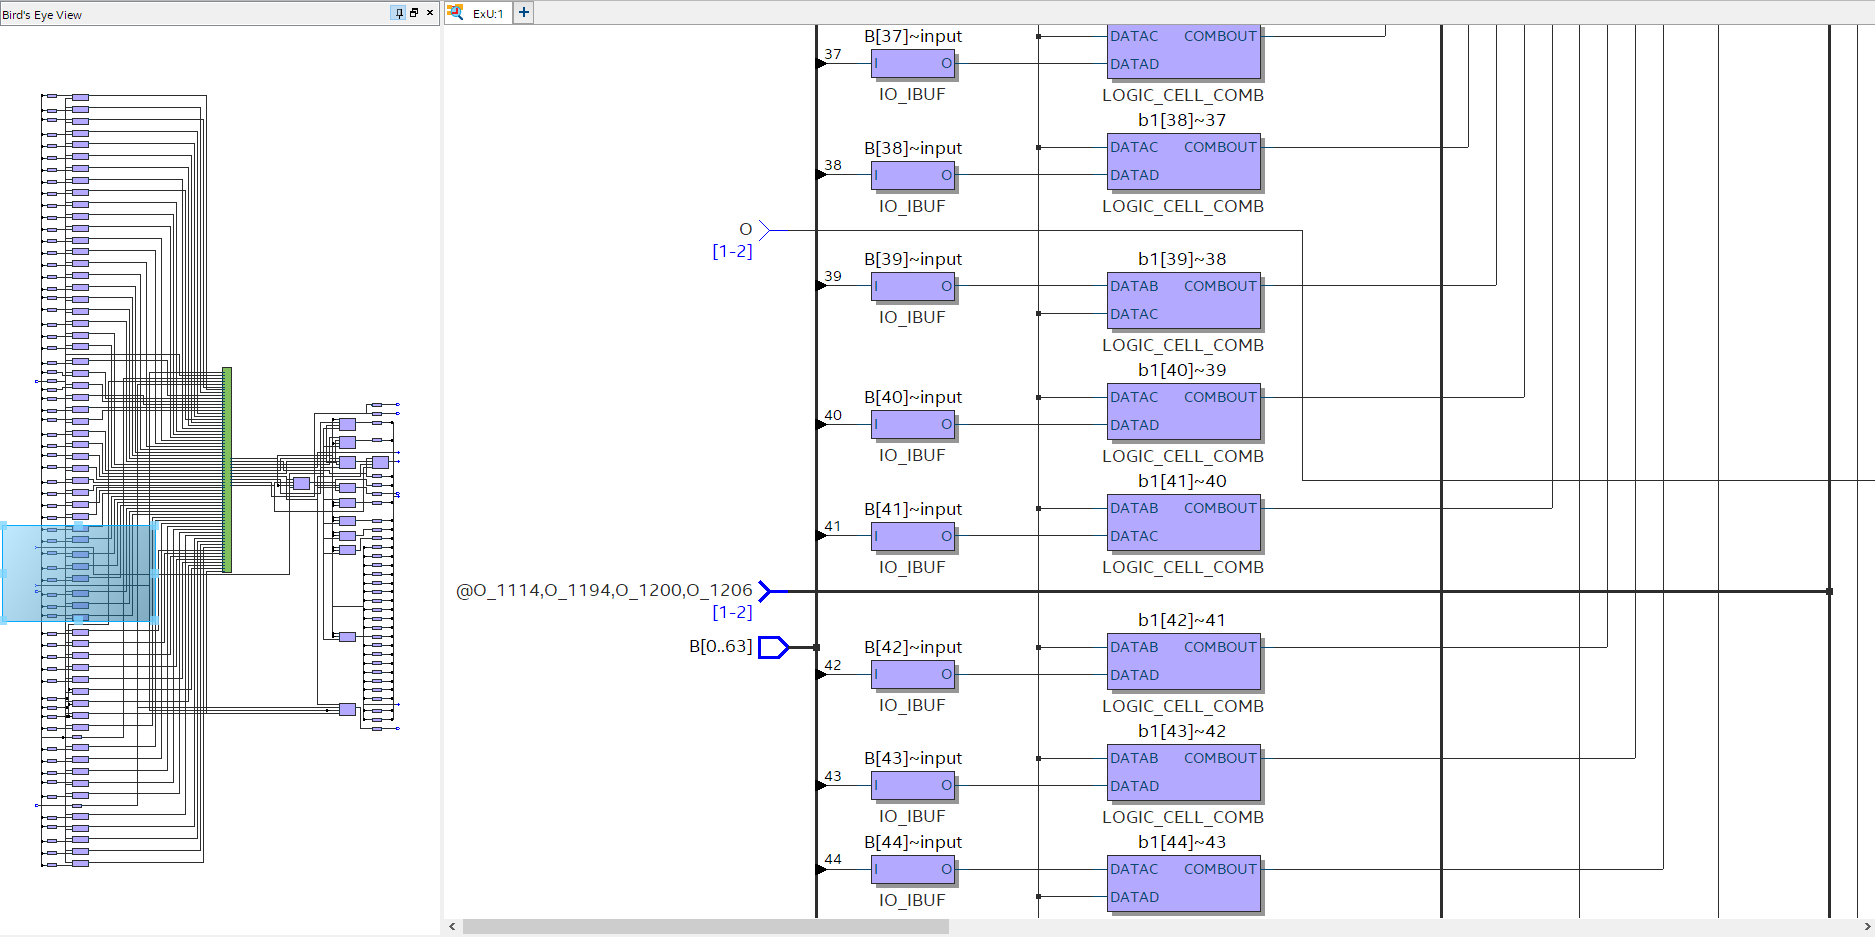 Bird's Eye View
ExU:1
B[37]~input
37
I O
IO_IBUF
DATAC COMBOUT
DATAD
LOGIC_CELL_COMB
b1[38]~37
B[38]~input
38
I O
IO_IBUF
DATAC COMBOUT
DATAD
LOGIC_CELL_COMB
O
[1-2]
B[39]~input
39
I O
IO_IBUF
b1[39]~38
DATAB COMBOUT
DATAC
LOGIC_CELL_COMB
B[40]~input
40
I O
IO_IBUF
b1[40]~39
DATAC COMBOUT
DATAD
LOGIC_CELL_COMB
B[41]~input
41
I O
IO_IBUF
b1[41]~40
DATAB COMBOUT
DATAC
LOGIC_CELL_COMB
@O_1114,O_1194,O_1200,O_1206
[1-2]
B[0..63]
B[42]~input
42
I O
IO_IBUF
b1[42]~41
DATAB COMBOUT
DATAD
LOGIC_CELL_COMB
B[43]~input
43
I O
IO_IBUF
b1[43]~42
DATAB COMBOUT
DATAD
LOGIC_CELL_COMB
B[44]~input
44
I O
IO_IBUF
b1[44]~43
DATAC COMBOUT
DATAD